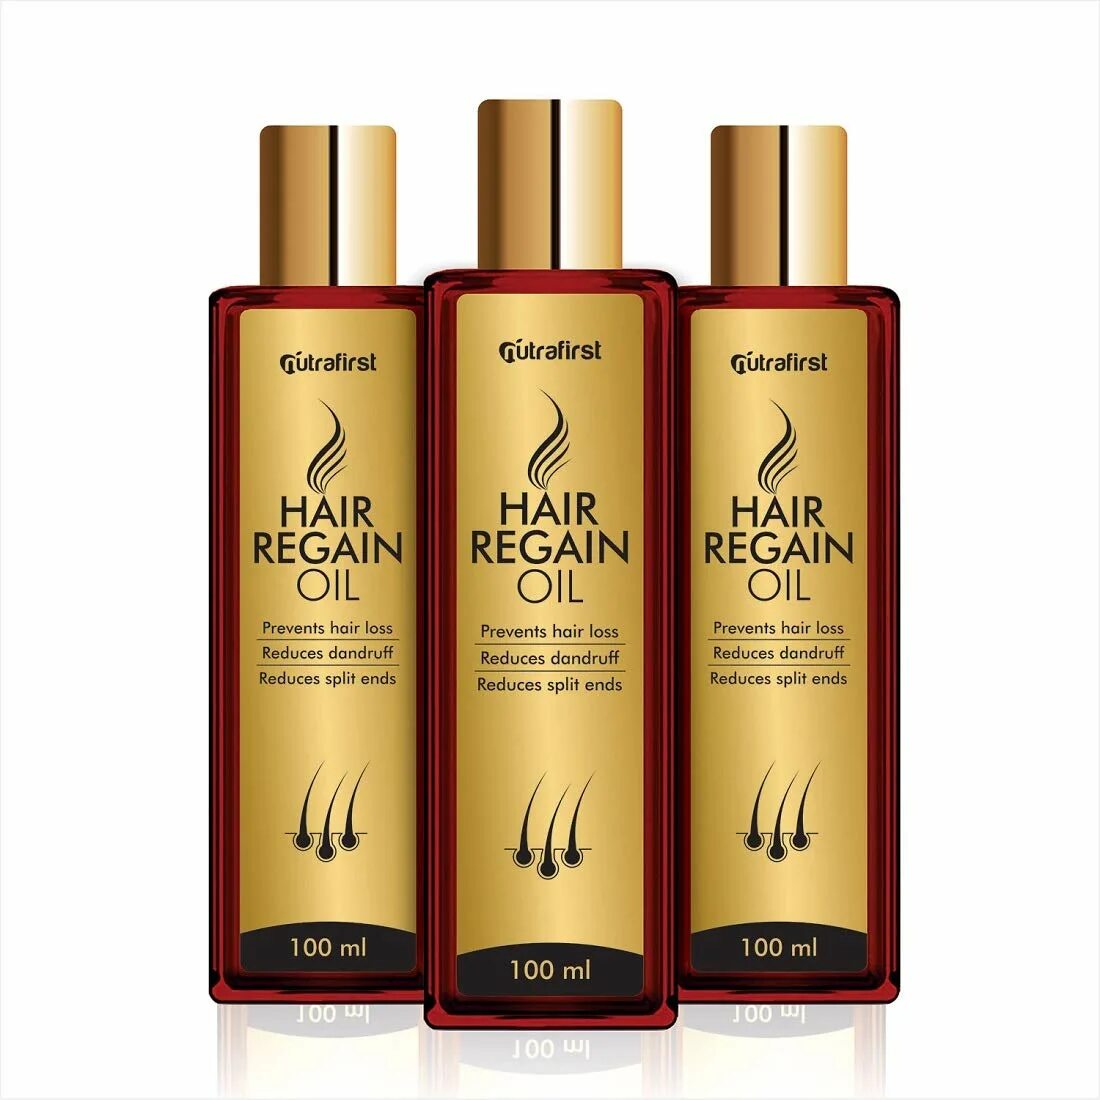 nutrafirst
HAIR
REGAIN
OIL
Prevents hair loss
Reduces dandruff
Reduces split ends
100 ml
nutrafirst
HAIR
REGAIN
OIL
Prevents hair loss
Reduces dandruff
Reduces split ends
100 ml
nutrafirst
HAIR
REGAIN
OIL
Prevents hair loss
Reduces dandruff
Reduces split ends
100 ml